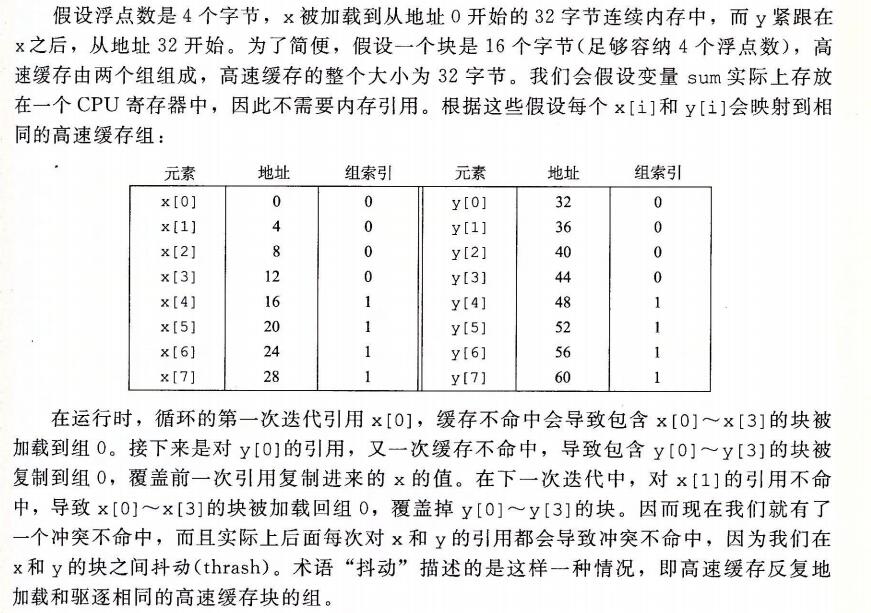 假设浮点数是 4 个字节，x 被加载到从地址 0 开始的 32 字节连续内存中，而 y 紧跟在
x 之后，从地址 32 开始。为了简便，假设一个块是 16 个字节(足够容纳 4 个浮点数)，高
速缓存由两个组组成，高速缓存的整个大小为 32 字节。我们会假设变量 sum 实际上存放
在一个 CPU 寄存器中，因此不需要内存引用。根据这些假设每个 x[i]和 y[i]会映射到相
同的高速缓存组：
元素 地址 组索引 元素 地址 组索引
x[0] 0 0 y[0] 32 0
x[1] 4 0 y[1] 36 0
x[2] 8 0 y[2] 40 0
x[3] 12 0 y[3] 44 0
x[4] 16 1 y[4] 48 1
x[5] 20 1 y[5] 52 1
x[6] 24 1 y[6] 56 1
x[7] 28 1 y[7] 60 1
在运行时，循环的第一次迭代引用 x[0]，缓存不命中会导致包含 x[0]～x[3]的块被
加载到组 0。接下来是对 y[0]的引用，又一次缓存不命中，导致包含 y[0]～y[3]的块被
复制到组 0，覆盖前一次引用复制进来的 x 的值。在下一次迭代中，对 x[1]的引用不命
中，导致 x[0]～x[3]的块被加载回组 0，覆盖掉 y[0]～y[3]的块。因而现在我们就有了
一个冲突不命中，而且实际上后面每次对 x 和 y 的引用都会导致冲突不命中，因为我们在
x 和 y 的块之间抖动(thrash)。术语“抖动”描述的是这样一种情况，即高速缓存反复地
加载和驱逐相同的高速缓存块的组。